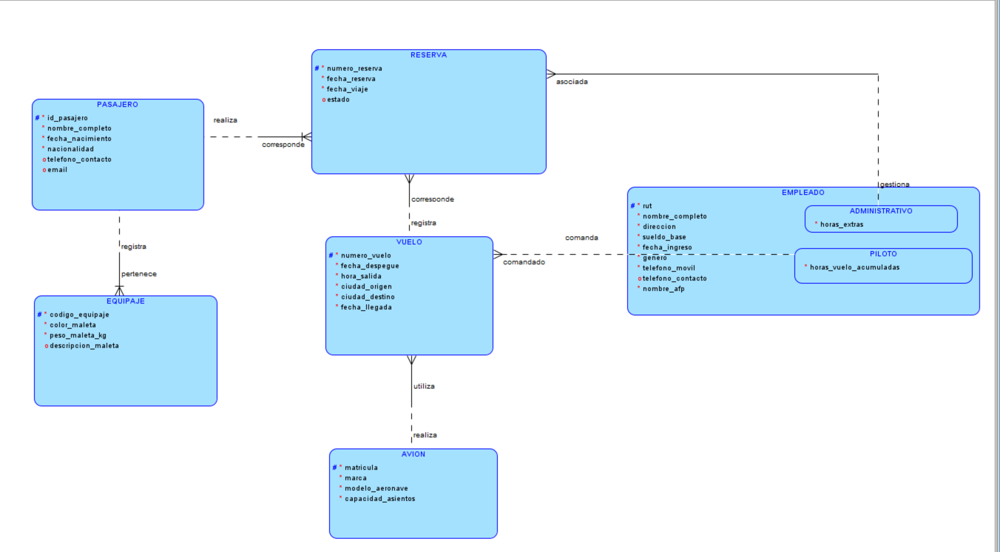 RESERVA
# * numero_reserva
* fecha_reserva
* fecha_viaje
o estado
asociada
PASAJERO
# * id_pasajero
* nombre_completo
* fecha_nacimiento
* nacionalidad
o telefono_contacto
o email
realiza
corresponde
gestiona
EMPLEADO
# * rut
* nombre_completo
* direccion
* sueldo_base
* fecha_ingreso
* genero
* telefono_movil
o telefono_contacto
* nombre_afp
ADMINISTRATIVO
* horas_extras
PILOTO
* horas_vuelo_acumuladas
corresponde
registra
comanda
comandado
VUELO
# * numero_vuelo
* fecha_despegue
* hora_salida
* ciudad_origen
* ciudad_destino
* fecha_llegada
registra
pertenece
EQUIPAJE
# * codigo_equipaje
* color_maleta
* peso_maleta_kg
o descripcion_maleta
utiliza
realiza
AVION
# * matricula
* marca
* modelo_aeronave
* capacidad_asientos